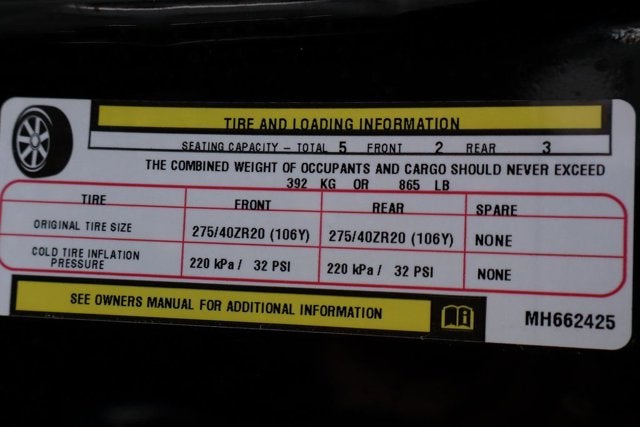 TIRE AND LOADING INFORMATION
SEATING CAPACITY – TOTAL 5 FRONT 2 REAR 3
THE COMBINED WEIGHT OF OCCUPANTS AND CARGO SHOULD NEVER EXCEED
392 KG OR 865 LB
TIRE FRONT REAR SPARE
ORIGINAL TIRE SIZE 275/40ZR20 (106Y) 275/40ZR20 (106Y) NONE
COLD TIRE INFLATION
PRESSURE 220 kPa / 32 PSI 220 kPa / 32 PSI NONE
SEE OWNERS MANUAL FOR ADDITIONAL INFORMATION
MH662425